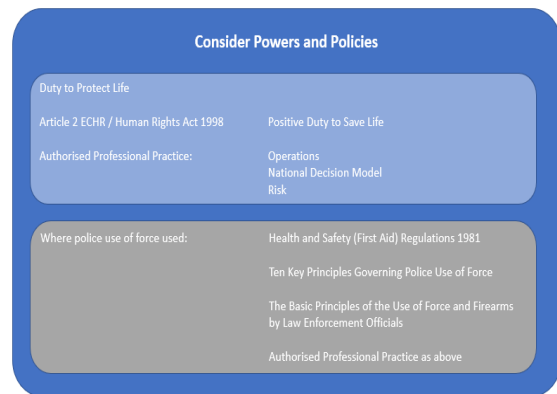 Consider Powers and Policies
Duty to Protect Life
Article 2 ECHR / Human Rights Act 1998 Positive Duty to Save Life
Authorised Professional Practice: Operations
National Decision Model
Risk
Where police use of force used: Health and Safety (First Aid) Regulations 1981
Ten Key Principles Governing Police Use of Force
The Basic Principles of the Use of Force and Firearms
by Law Enforcement Officials
Authorised Professional Practice as above